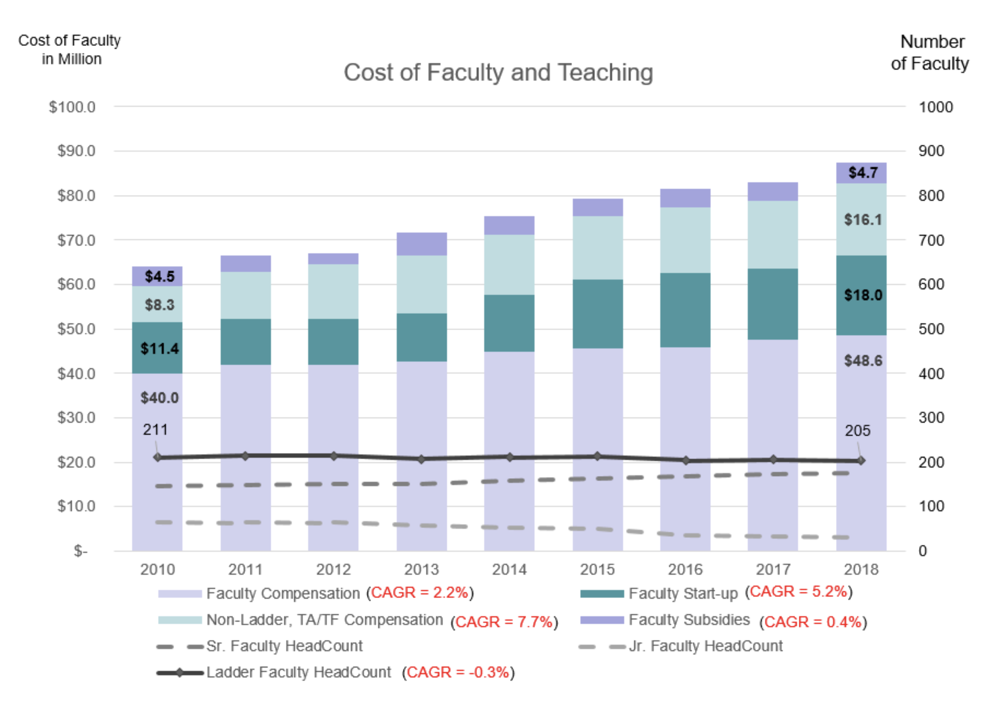 Cost of Faculty
in Million
Number
of Faculty
Cost of Faculty and Teaching
$100.0
1000
$90.0
900
$80.0
800
$70.0
700
$60.0
600
$50.0
500
$40.0
400
$30.0
300
$20.0
200
$10.0
100
$-
0
$4.5
$8.3
$11.4
$40.0
211
$4.7
$16.1
$18.0
$48.6
205
2010 2011 2012 2013 2014 2015 2016 2017 2018
Faculty Compensation (CAGR = 2.2%)
Faculty Start-up (CAGR = 5.2%)
Non-Ladder, TA/TF Compensation (CAGR = 7.7%)
Faculty Subsidies (CAGR = 0.4%)
Sr. Faculty HeadCount
Jr. Faculty HeadCount
Ladder Faculty HeadCount (CAGR = -0.3%)